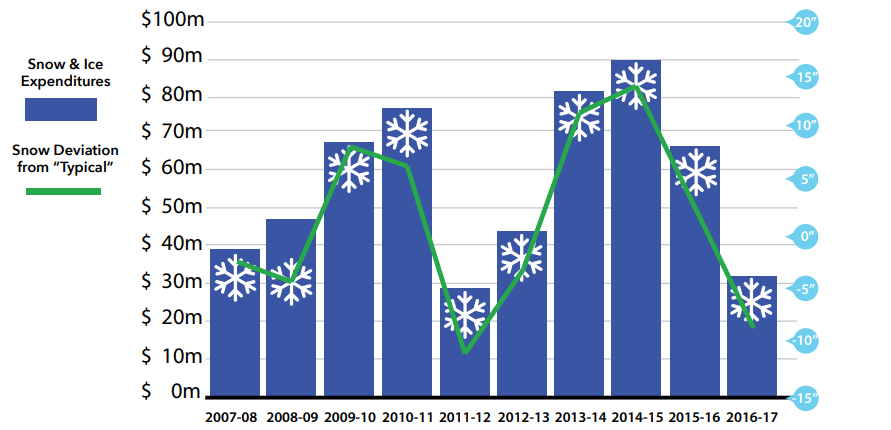 Snow & Ice
Expenditures
Snow Deviation
from “Typical”
$100m
$ 90m
$ 80m
$ 70m
$ 60m
$ 50m
$ 40m
$ 30m
$ 20m
$ 10m
$ 0m
20”
15”
10”
5”
0”
-5”
-10”
-15”
2007-08 2008-09 2009-10 2010-11 2011-12 2012-13 2013-14 2014-15 2015-16 2016-17